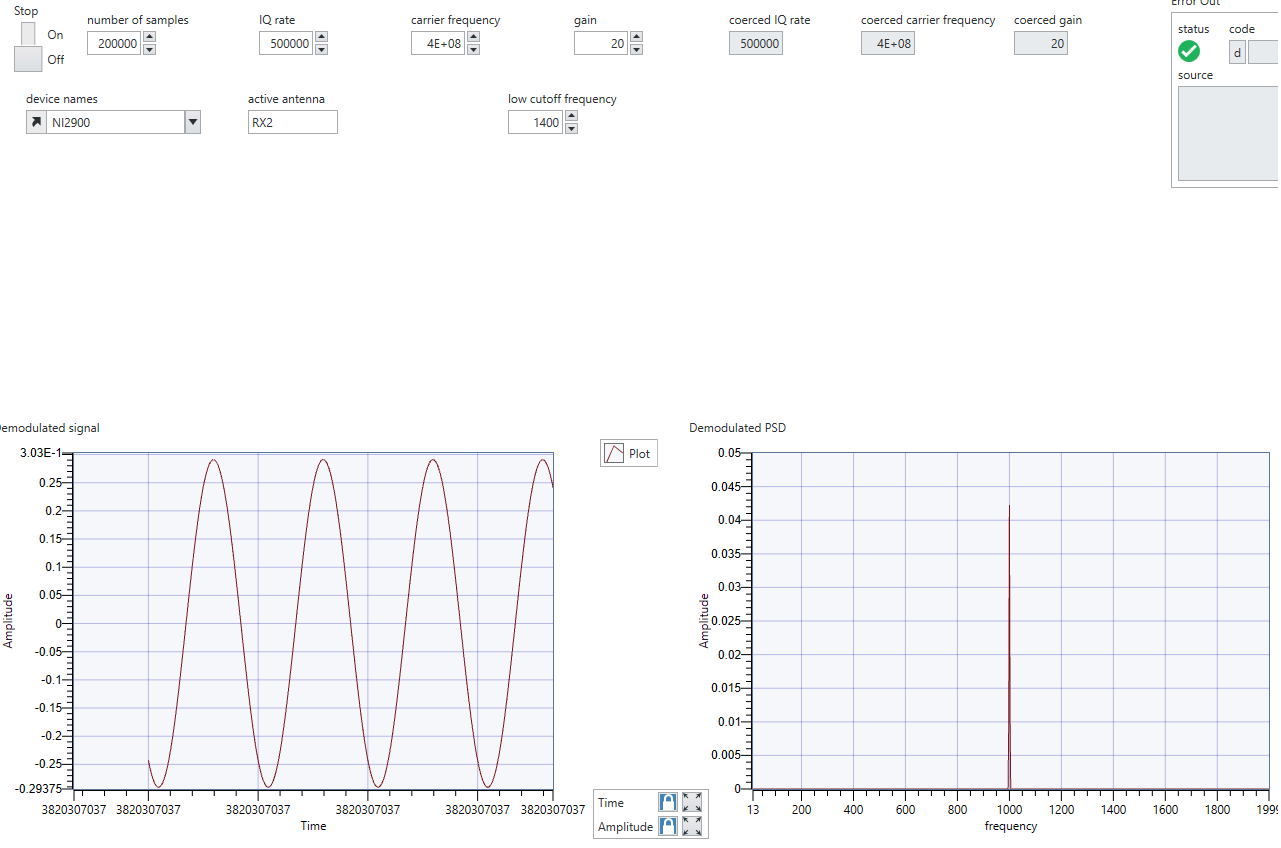 Stop
On
Off
number of samples
200000
IQ rate
500000
carrier frequency
4E+08
gain
20
coerced IQ rate
500000
coerced carrier frequency
4E+08
coerced gain
20
Error Out
status
code
d
source
device names
NI2900
active antenna
RX2
low cutoff frequency
1400
emodulated signal
3.03E-1
0.25
0.2
0.15
0.1
0.05
0
-0.05
-0.1
-0.15
-0.2
-0.25
-0.29375
Amplitude
3820307037 3820307037 3820307037 3820307037 3820307037 3820307037
Time
Plot
Time
Amplitude
Demodulated PSD
0.05
0.045
0.04
0.035
0.03
0.025
0.02
0.015
0.01
0.005
0
Amplitude
13 200 400 600 800 1000 1200 1400 1600 1800 1999
frequency